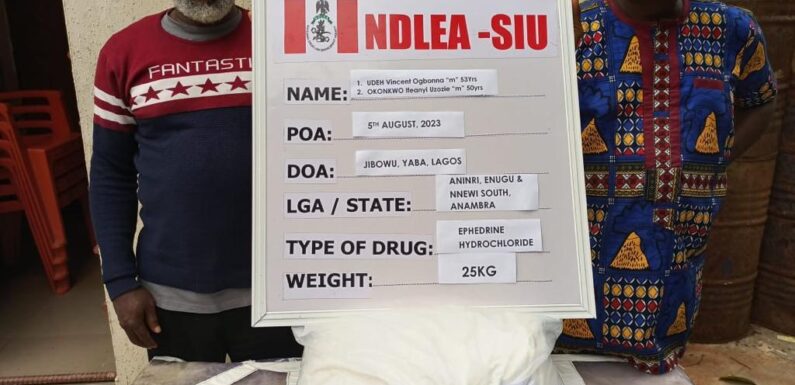 NDLEA -SIU
FANTASTI
NAME: 1. UDEH Vincent Ogbonna "m" 53Yrs
2. OKONKWO Ifeanyi Uzozie "m" 50yrs
POA: 5TH AUGUST, 2023
DOA: JIBOWU, YABA, LAGOS
LGA / STATE: ANINRI, ENUGU &
NNEWI SOUTH,
ANAMBRA
TYPE OF DRUG: EPHEDRINE
HYDROCHLORIDE
WEIGHT: 25KG